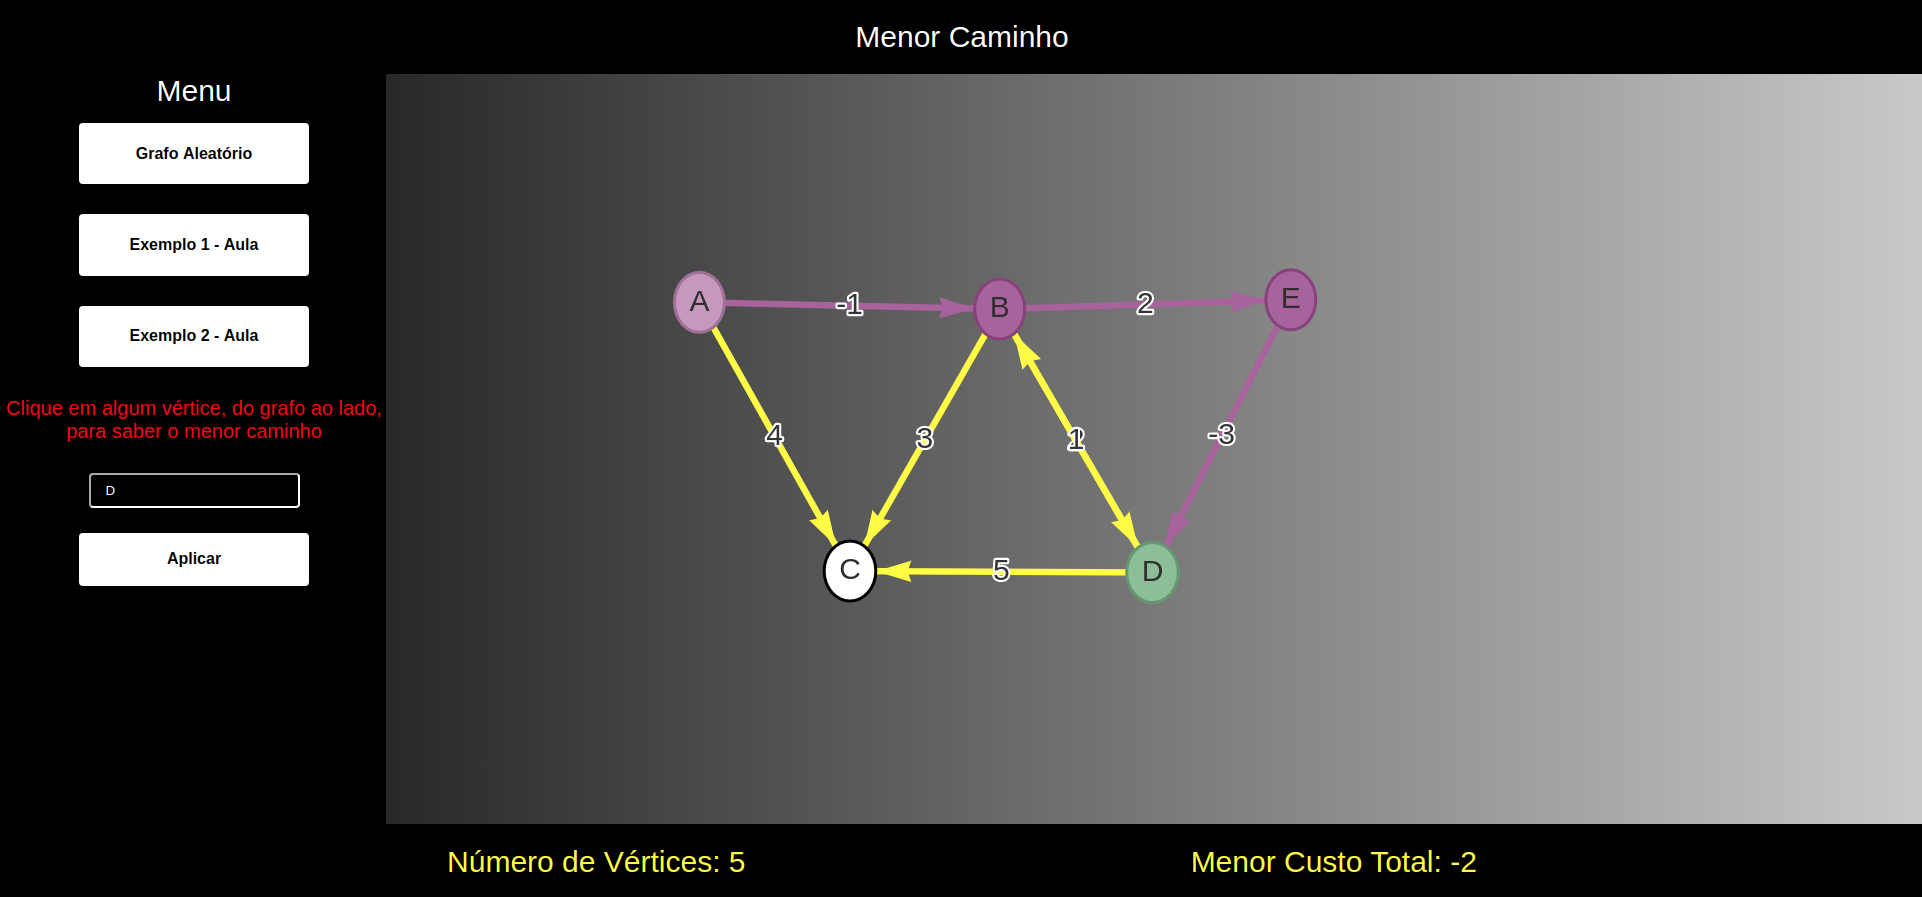 Menor Caminho
Menu
Grafo Aleatório
Exemplo 1 - Aula
Exemplo 2 - Aula
Clique em algum vértice, do grafo ao lado,
para saber o menor caminho
D
Aplicar
A
-1
B
2
E
4
3
-3
C
5
D
Número de Vértices: 5
Menor Custo Total: -2